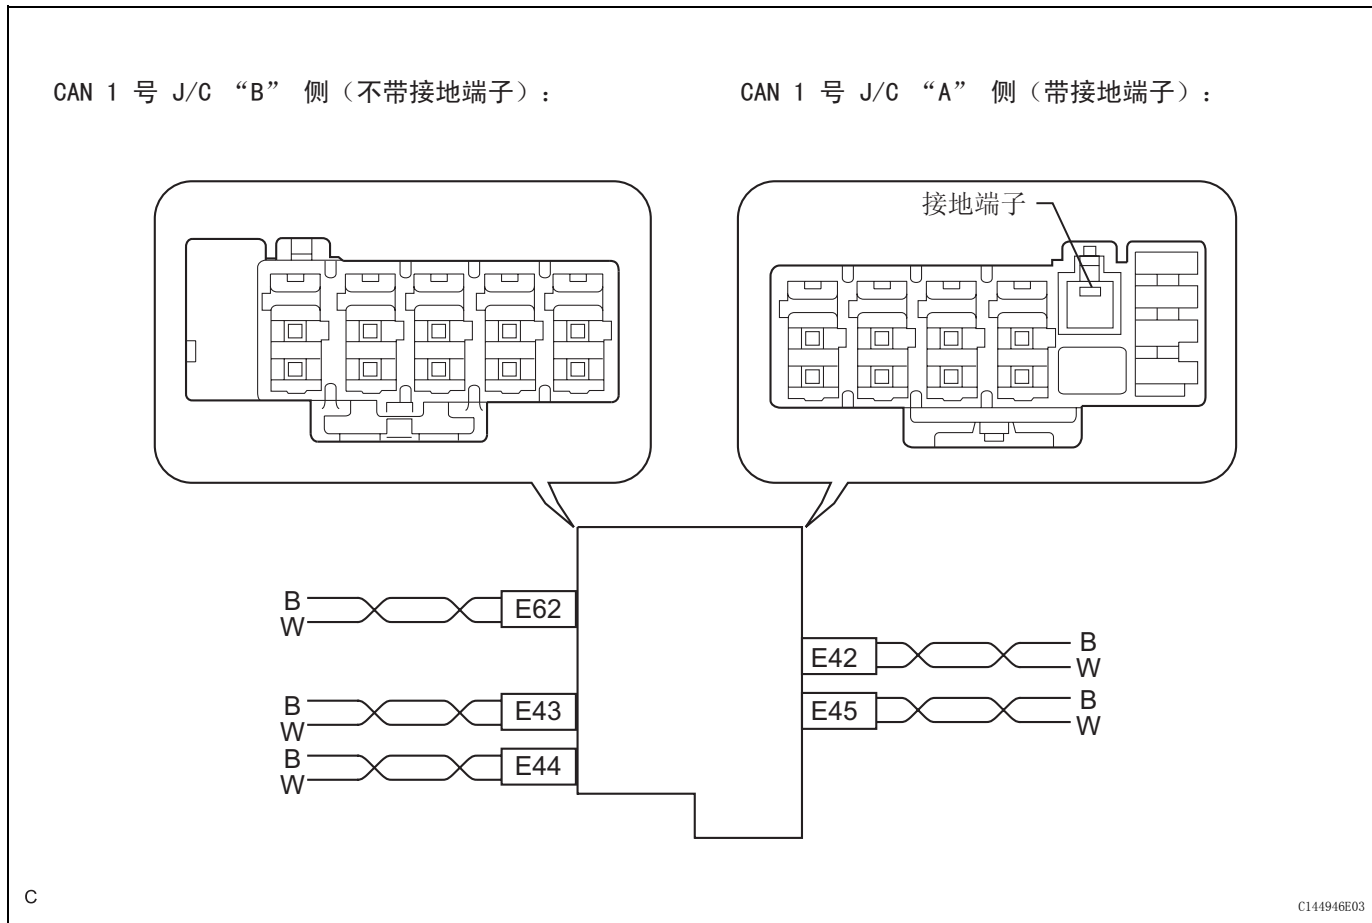 CAN 1 号 J/C “B” 侧（不带接地端子）：
CAN 1 号 J/C “A” 侧（带接地端子）：
接地端子
B
W
E62
E42
B
W
B
W
E43
E45
B
W
B
W
E44
C
C144946E03